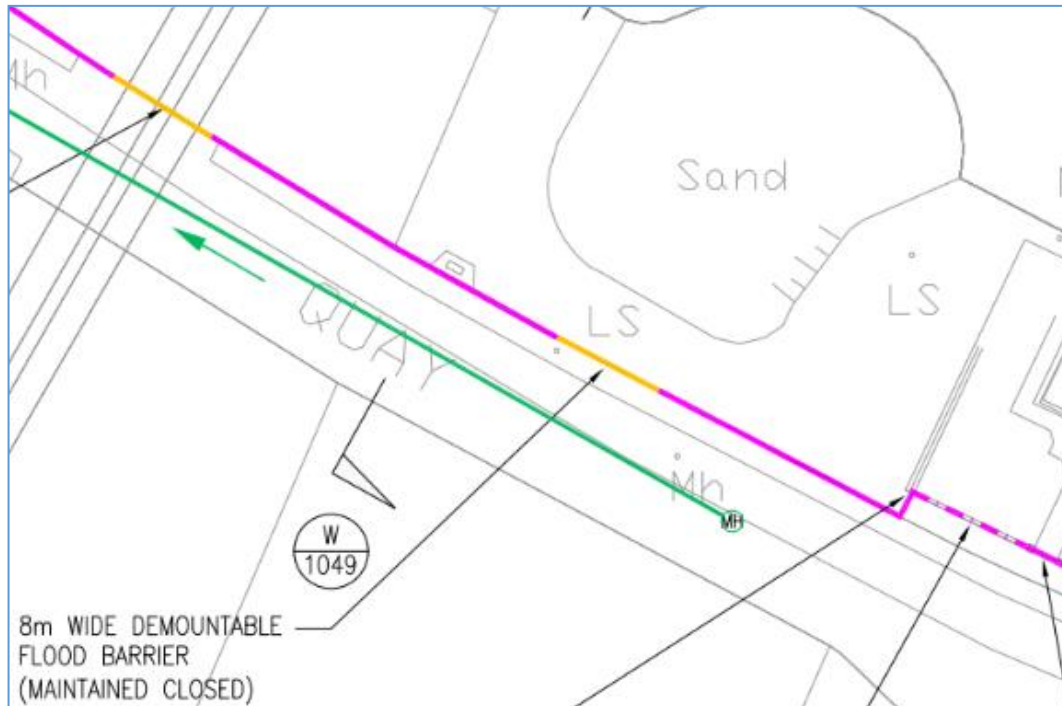 Mh
Sand
LS
LS
QUAY
Mh
MH
W
1049
8m WIDE DEMOUNTABLE
FLOOD BARRIER
(MAINTAINED CLOSED)